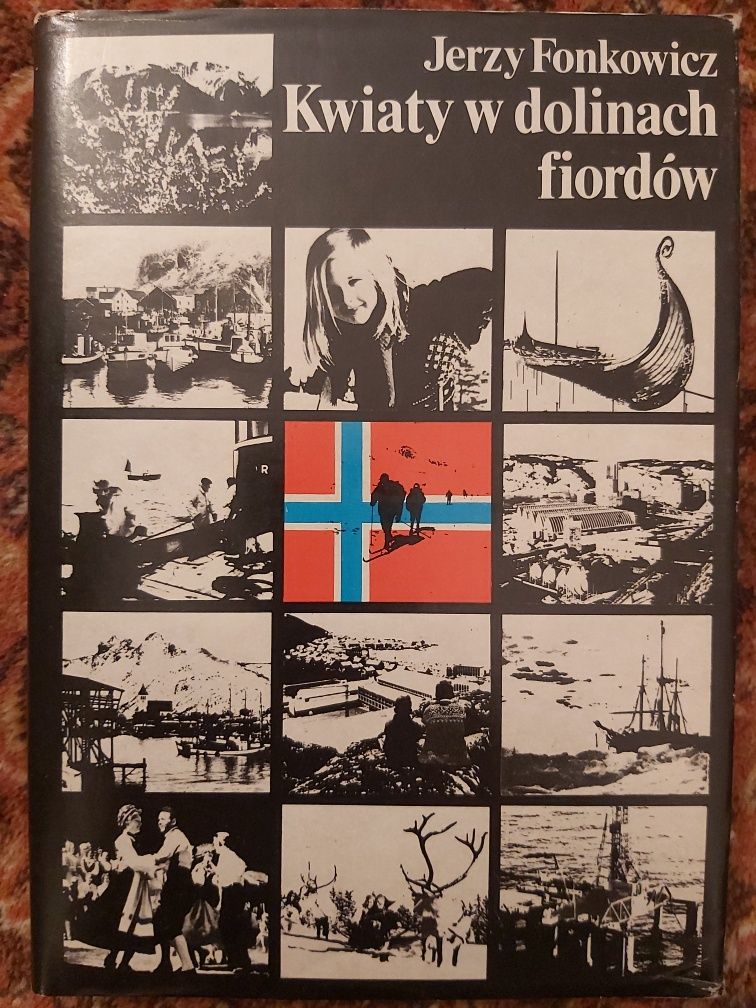 Jerzy Fonkowicz
Kwiaty w dolinach
fiordów
R